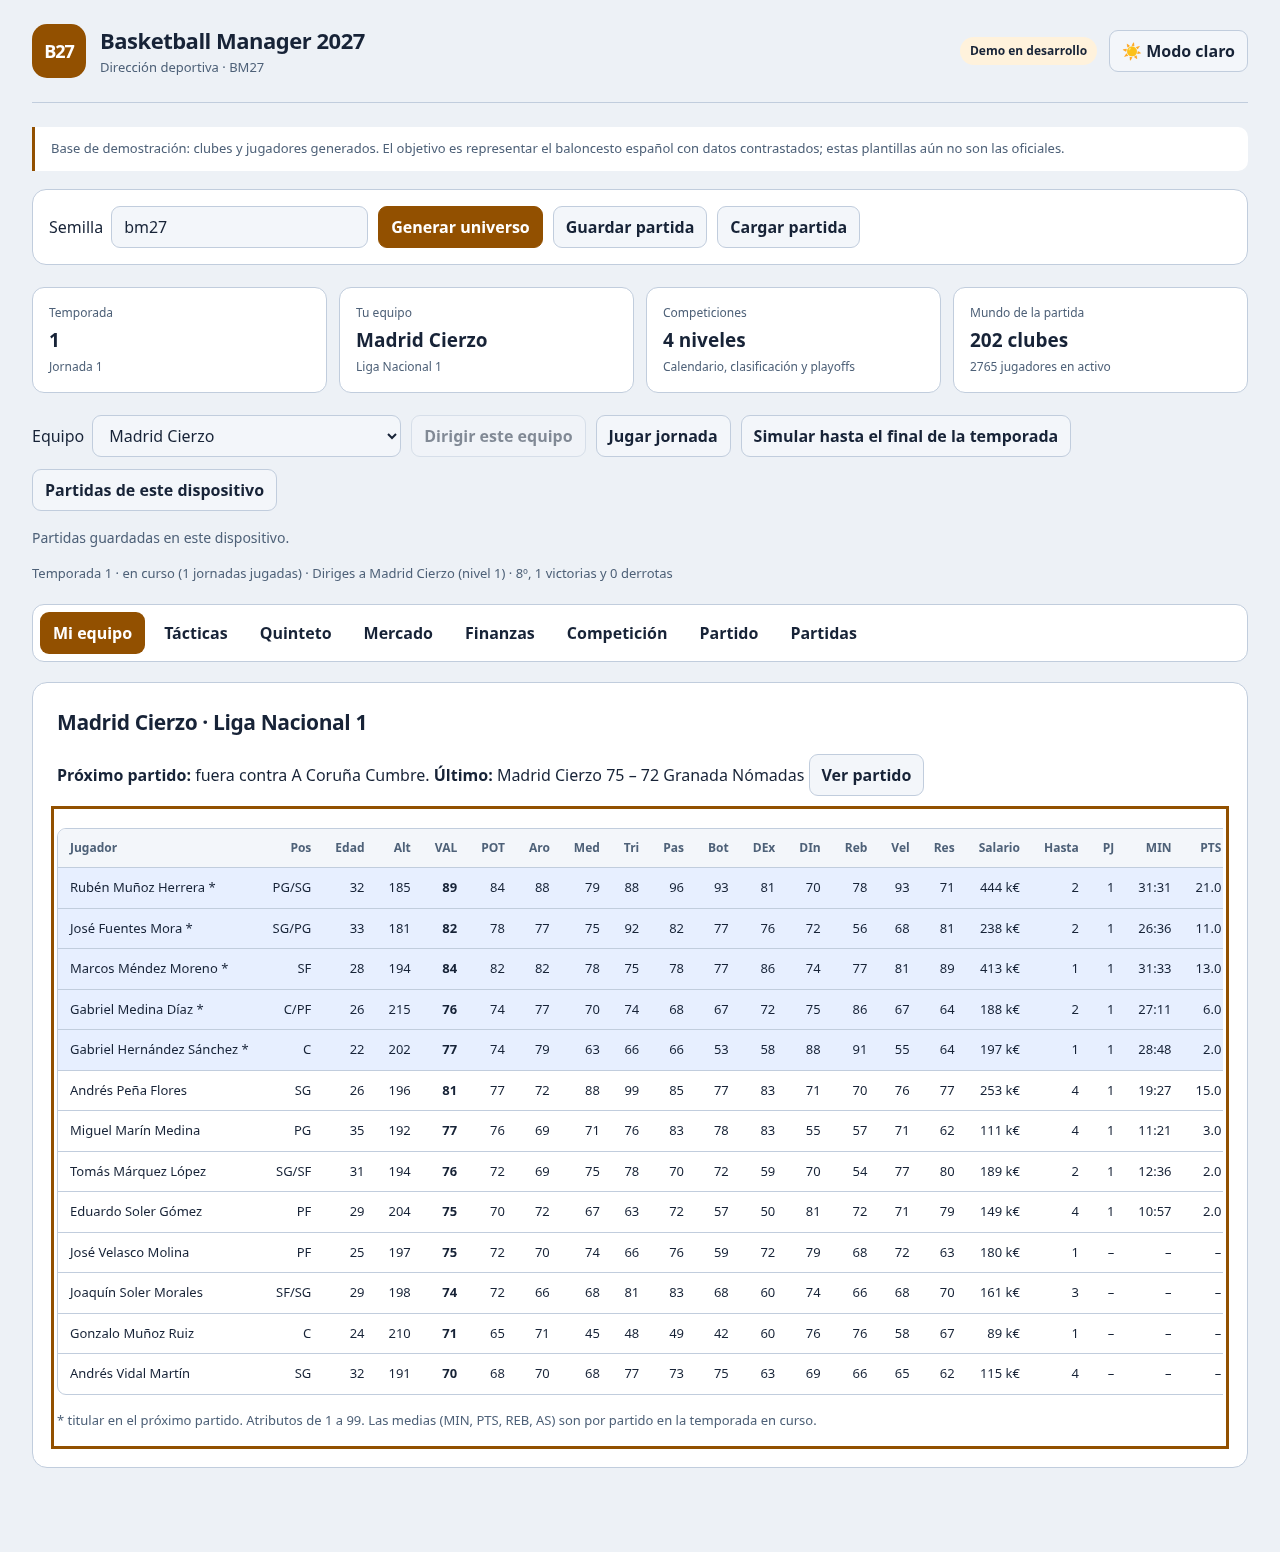 B27
Basketball Manager 2027
Dirección deportiva · BM27
Demo en desarrollo
☀️ Modo claro
Base de demostración: clubes y jugadores generados. El objetivo es representar el baloncesto español con datos contrastados; estas plantillas aún no son las oficiales.
Semilla bm27 Generar universo Guardar partida Cargar partida
Temporada
1
Jornada 1
Tu equipo
Madrid Cierzo
Liga Nacional 1
Competiciones
4 niveles
Calendario, clasificación y playoffs
Mundo de la partida
202 clubes
2765 jugadores en activo
Equipo Madrid Cierzo Dirigir este equipo Jugar jornada Simular hasta el final de la temporada
Partidas de este dispositivo
Partidas guardadas en este dispositivo.
Temporada 1 · en curso (1 jornadas jugadas) · Diriges a Madrid Cierzo (nivel 1) · 8º, 1 victorias y 0 derrotas
Mi equipo Tácticas Quinteto Mercado Finanzas Competición Partido Partidas
Madrid Cierzo · Liga Nacional 1
Próximo partido: fuera contra A Coruña Cumbre. Último: Madrid Cierzo 75 – 72 Granada Nómadas Ver partido
Jugador Pos Edad Alt VAL POT Aro Med Tri Pas Bot DEx DIn Reb Vel Res Salario Hasta PJ MIN PTS
Rubén Muñoz Herrera * PG/SG 32 185 89 84 88 79 88 96 93 81 70 78 93 71 444 k€ 2 1 31:31 21.0
José Fuentes Mora * SG/PG 33 181 82 78 77 75 92 82 77 76 72 56 68 81 238 k€ 2 1 26:36 11.0
Marcos Méndez Moreno * SF 28 194 84 82 82 78 75 78 77 86 74 77 81 89 413 k€ 1 1 31:33 13.0
Gabriel Medina Díaz * C/PF 26 215 76 74 77 70 74 68 67 72 75 86 67 64 188 k€ 2 1 27:11 6.0
Gabriel Hernández Sánchez * C 22 202 77 74 79 63 66 66 53 58 88 91 55 64 197 k€ 1 1 28:48 2.0
Andrés Peña Flores SG 26 196 81 77 72 88 99 85 77 83 71 70 76 77 253 k€ 4 1 19:27 15.0
Miguel Marín Medina PG 35 192 77 76 69 71 76 83 78 83 55 57 71 62 111 k€ 4 1 11:21 3.0
Tomás Márquez López SG/SF 31 194 76 72 69 75 78 70 72 59 70 54 77 80 189 k€ 2 1 12:36 2.0
Eduardo Soler Gómez PF 29 204 75 70 72 67 63 72 57 50 81 72 71 79 149 k€ 4 1 10:57 2.0
José Velasco Molina PF 25 197 75 72 70 74 66 76 59 72 79 68 72 63 180 k€ 1 – – –
Joaquín Soler Morales SF/SG 29 198 74 72 66 68 81 83 68 60 74 66 68 70 161 k€ 3 – – –
Gonzalo Muñoz Ruiz C 24 210 71 65 71 45 48 49 42 60 76 76 58 67 89 k€ 1 – – –
Andrés Vidal Martín SG 32 191 70 68 70 68 77 73 75 63 69 66 65 62 115 k€ 4 – – –
* titular en el próximo partido. Atributos de 1 a 99. Las medias (MIN, PTS, REB, AS) son por partido en la temporada en curso.